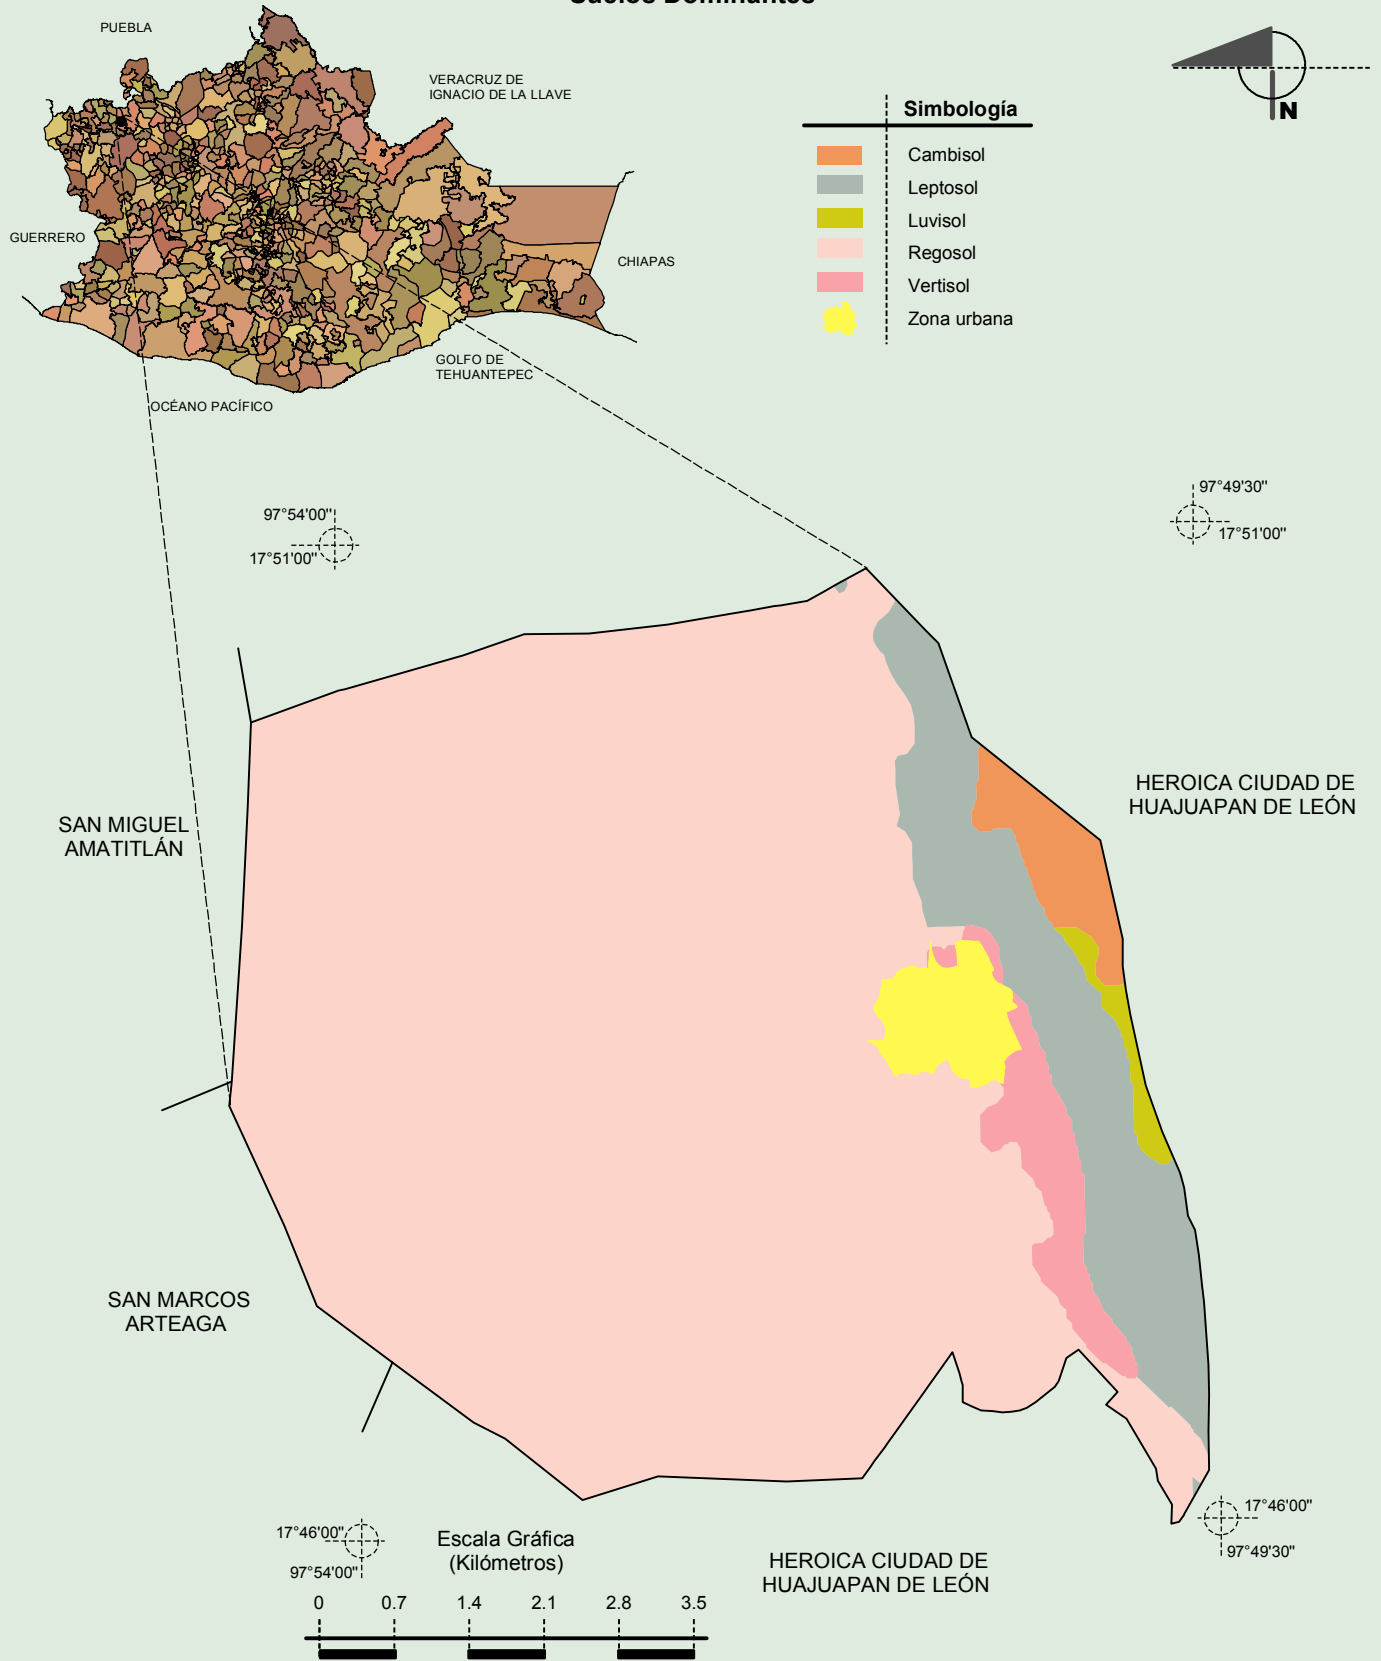 Suelos Dominantes
PUEBLA
VERACRUZ DE
IGNACIO DE LA LLAVE
GUERRERO
CHIAPAS
GOLFO DE
TEHUANTEPEC
OCÉANO PACÍFICO
N
Simbología
Cambisol
Leptosol
Luvisol
Regosol
Vertisol
Zona urbana
97°54'00"
17°51'00"
97°49'30"
17°51'00"
HEROICA CIUDAD DE
HUAJUAPAN DE LEÓN
SAN MIGUEL
AMATITLÁN
SAN MARCOS
ARTEAGA
17°46'00"
97°54'00"
17°46'00"
97°49'30"
HEROICA CIUDAD DE
HUAJUAPAN DE LEÓN
Escala Gráfica
(Kilómetros)
0 0.7 1.4 2.1 2.8 3.5